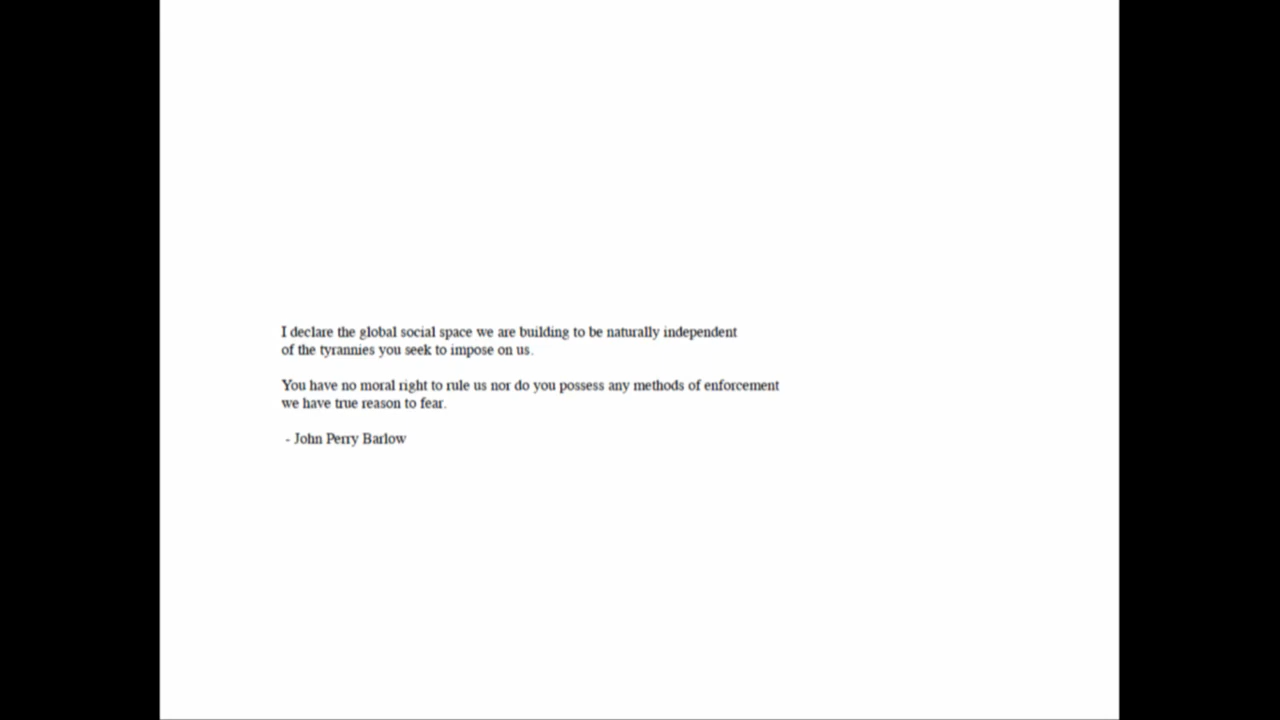 I declare the global social space we are building to be naturally independent
of the tyrannies you seek to impose on us.
You have no moral right to rule us nor do you possess any methods of enforcement
we have true reason to fear.
- John Perry Barlow